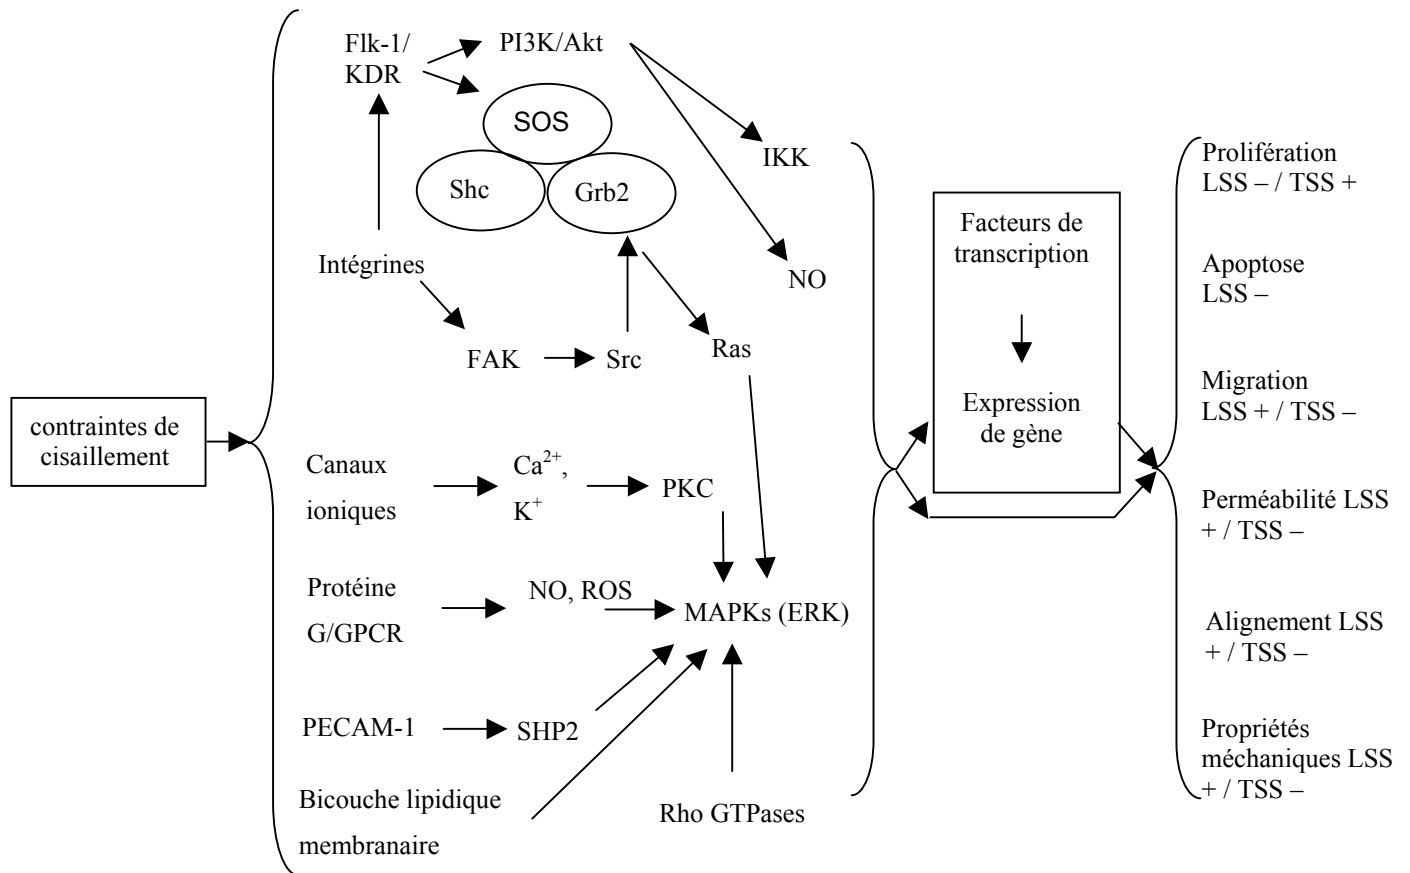 contraintes de
cisaillement
Flk-1/
KDR
PI3K/Akt
SOS
Shc
Grb2
IKK
NO
Intégrines
FAK
Src
Ras
Canaux
ioniques
Ca²⁺,
K⁺
PKC
Protéine
G/GPCR
NO, ROS
MAPKs (ERK)
PECAM-1
SHP2
Bicouche lipidique
membranaire
Rho GTPases
Facteurs de
transcription
Expression
de gène
Prolifération
LSS – / TSS +
Apoptose
LSS –
Migration
LSS + / TSS –
Perméabilité LSS
+ / TSS –
Alignement LSS
+ / TSS –
Propriétés
méchaniques LSS
+ / TSS –